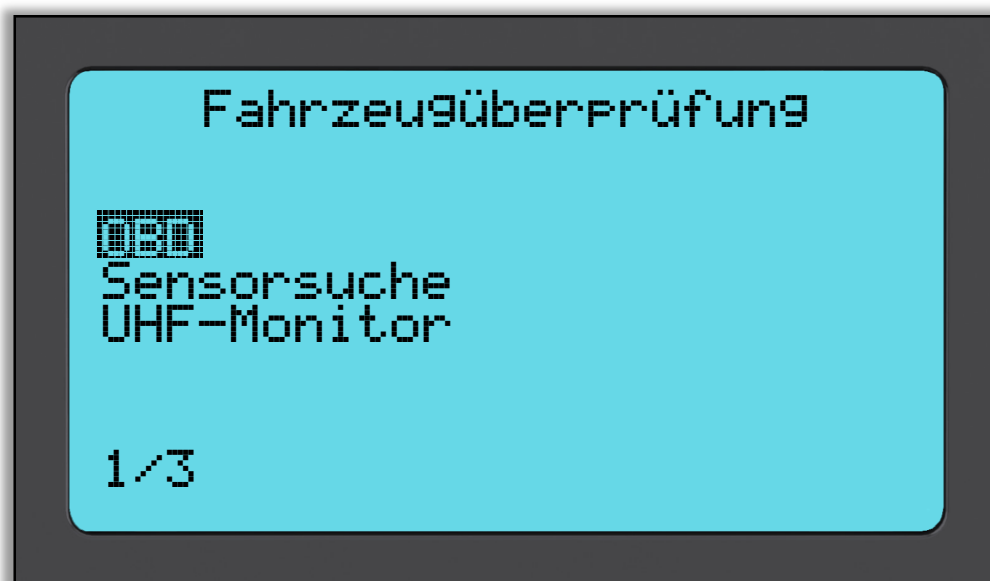 Fahrzeugüberprüfung
OBD
Sensorsuche
UHF-Monitor
1/3